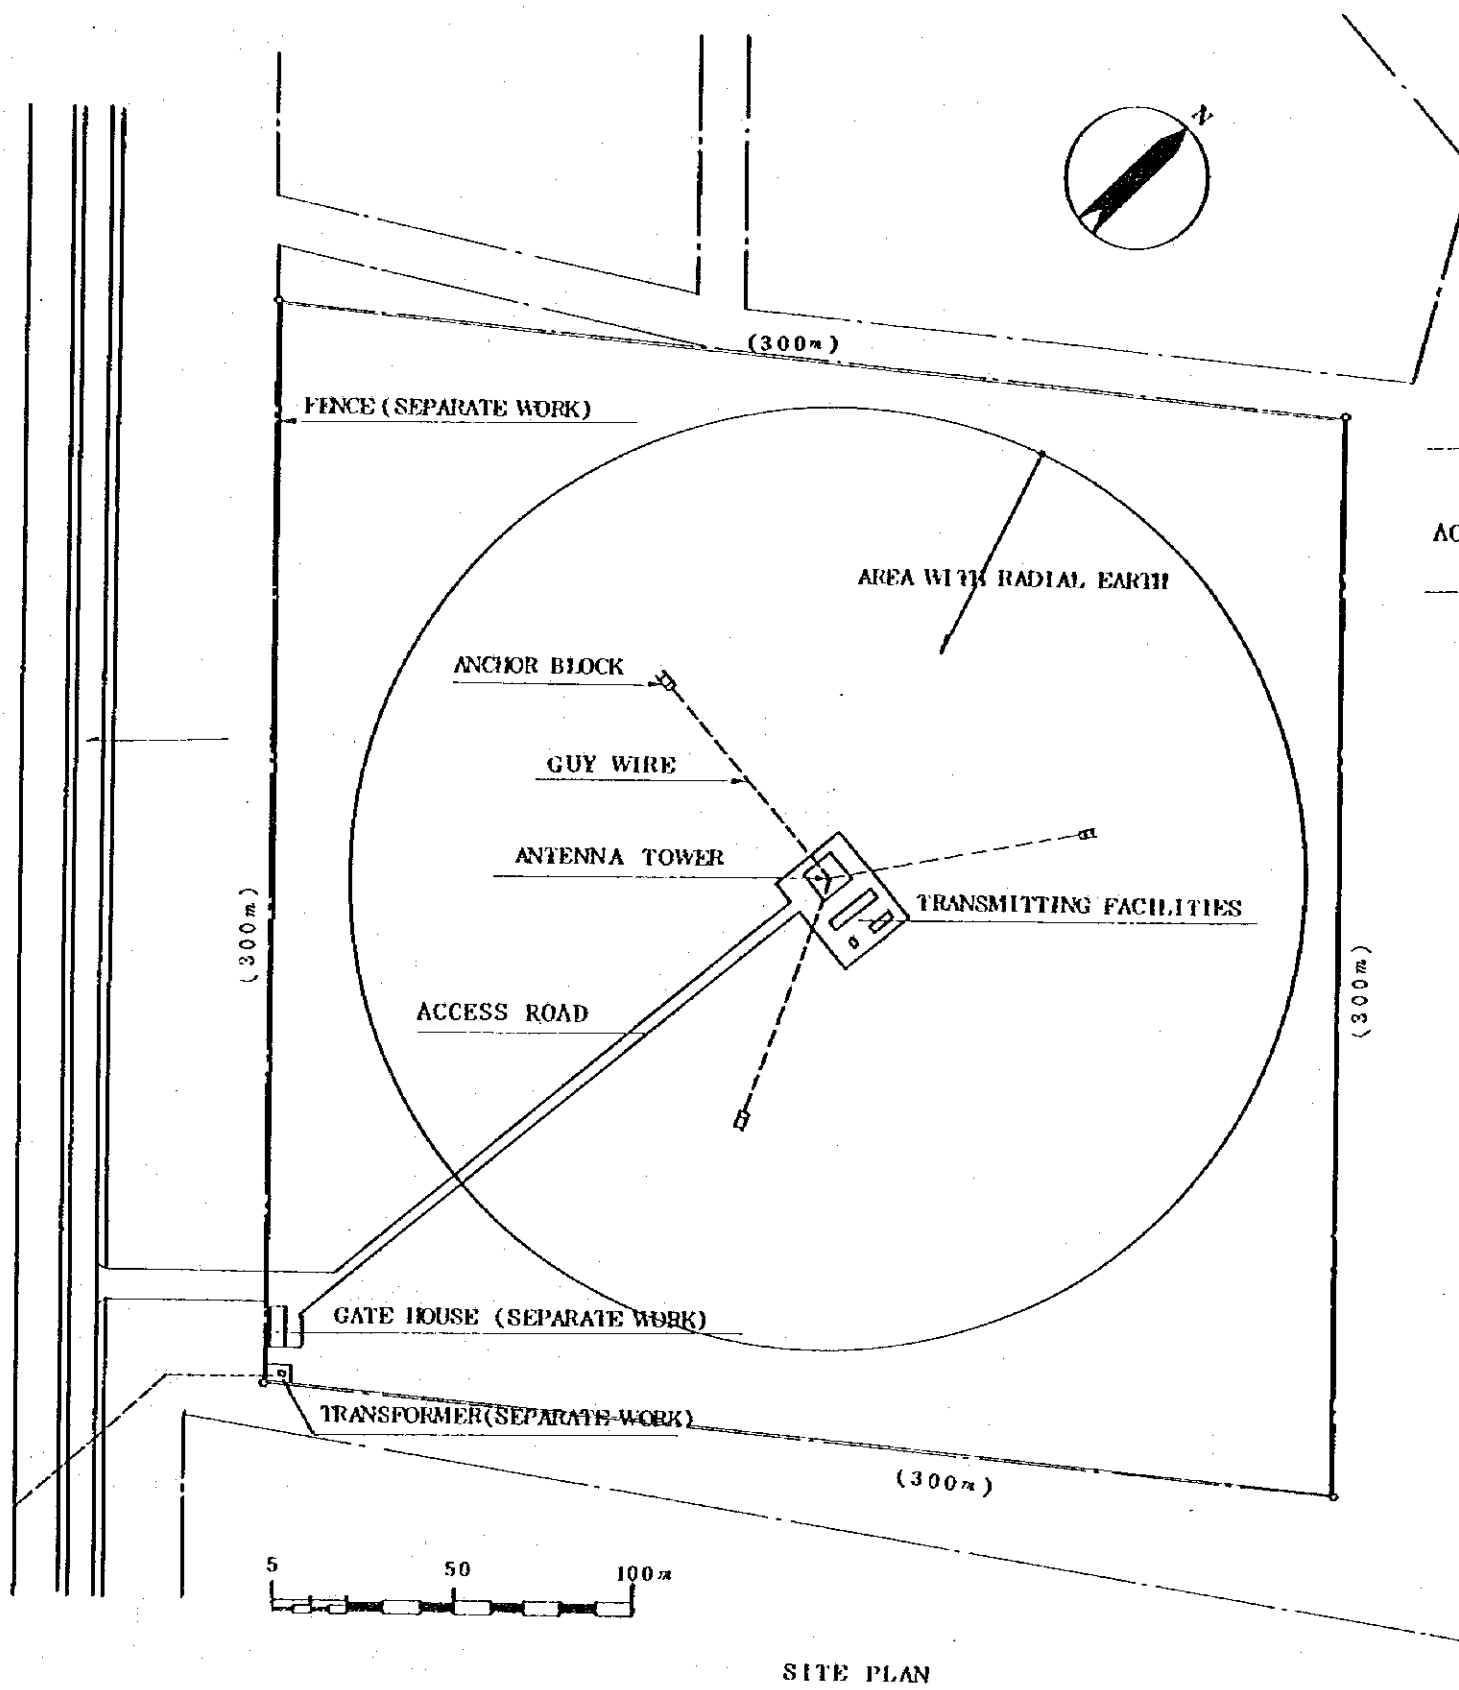 N
(300m)
FENCE (SEPARATE WORK)
AREA WITH RADIAL EARTH
ANCHOR BLOCK
GUY WIRE
ANTENNA TOWER
TRANSMITTING FACILITIES
(300m)
(300m)
ACCESS ROAD
GATE HOUSE (SEPARATE WORK)
TRANSFORMER(SEPARATE WORK)
(300m)
5 50 100m
SITE PLAN